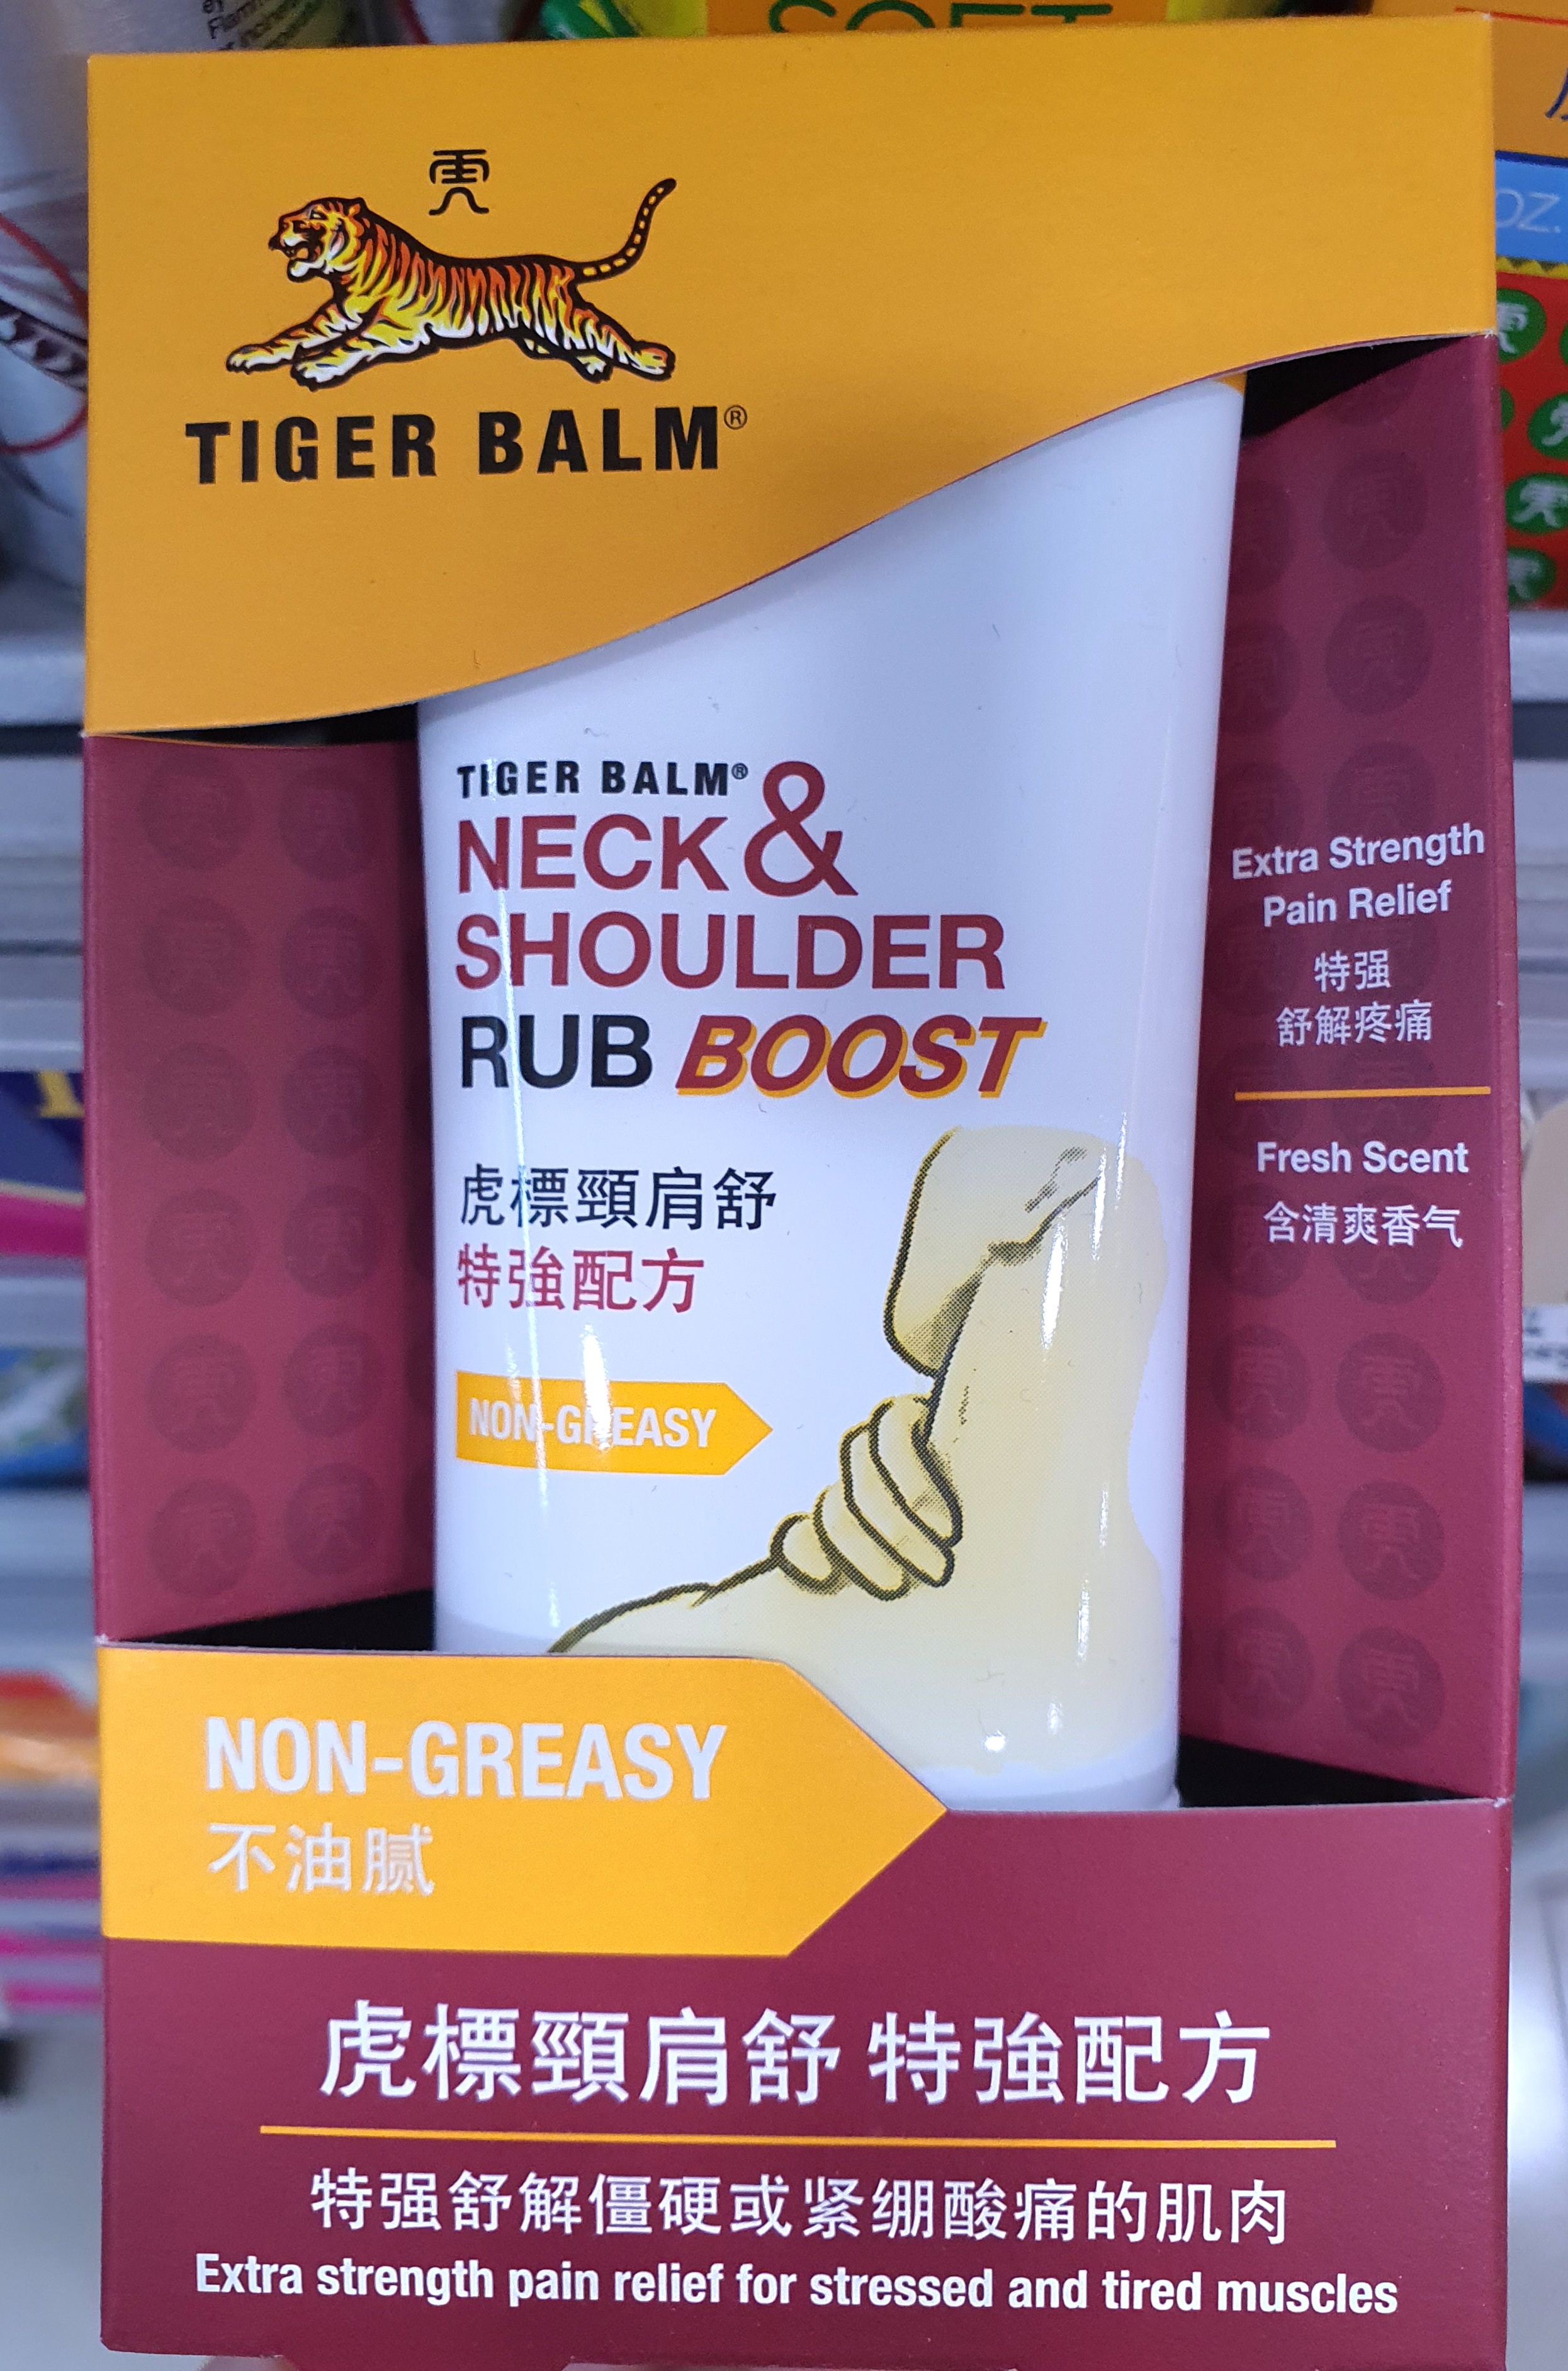 SOFT
虎
TIGER BALM®
OZ.
TIGER BALM®
NECK &
SHOULDER
RUB BOOST
虎標頸肩舒
特強配方
NON-GREASY
Extra Strength
Pain Relief
特强
舒解疼痛
Fresh Scent
含清爽香气
NON-GREASY
不油腻
虎標頸肩舒 特強配方
特强舒解僵硬或紧绷酸痛的肌肉
Extra strength pain relief for stressed and tired muscles